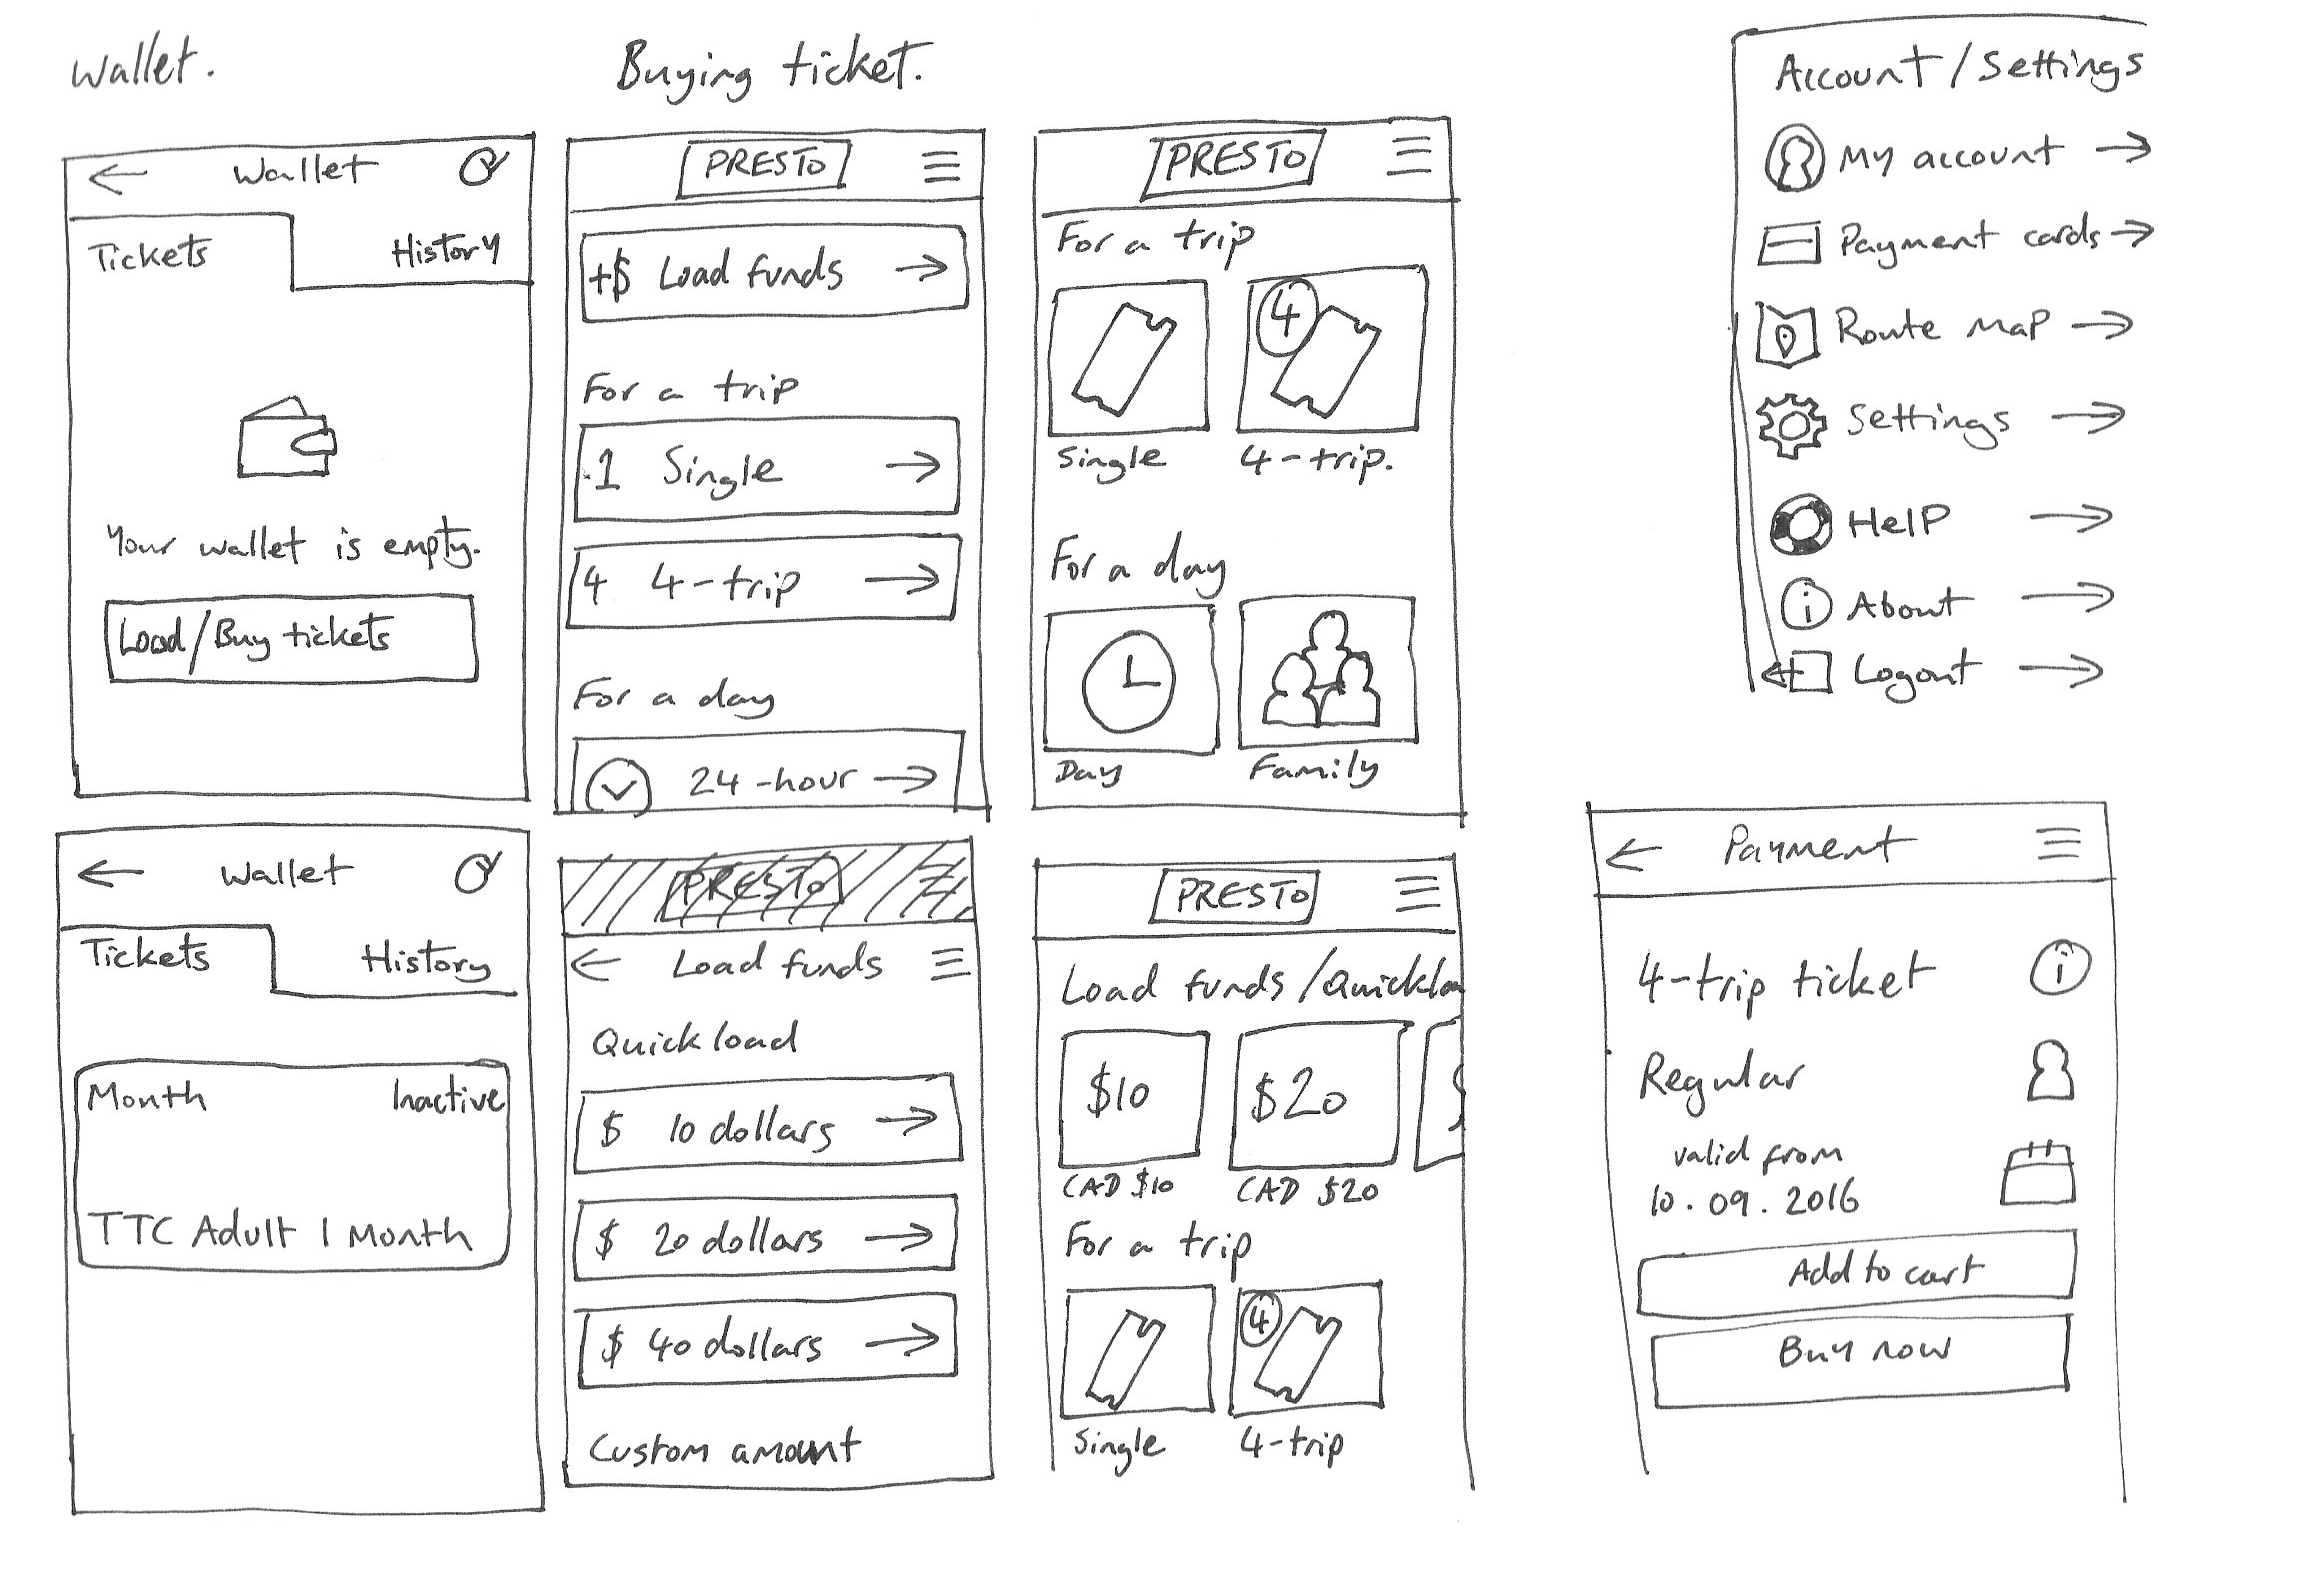 Wallet.
Wallet
Tickets
History
Your wallet is empty.
Load/Buy tickets
Wallet
Tickets
History
Month
Inactive
TTC Adult 1 Month
Buying ticket.
PRESTO
+$ Load funds
For a trip
1 Single
4 4-trip
For a day
24-hour
PRESTO
For a trip
4
Single
4-trip.
For a day
Day
Family
PRESTO
Load funds
Quickload
$ 10 dollars
$ 20 dollars
$ 40 dollars
Custom amount
PRESTO
Load funds/Quickloa
$10
$20
$
CAD $10
CAD $20
For a trip
4
Single
4-trip
Account/Settings
My account
Payment cards
Route map
Settings
Help
i About
Logout
Payment
4-trip ticket i
Regular
valid from
10.09.2016
Add to cart
Buy now